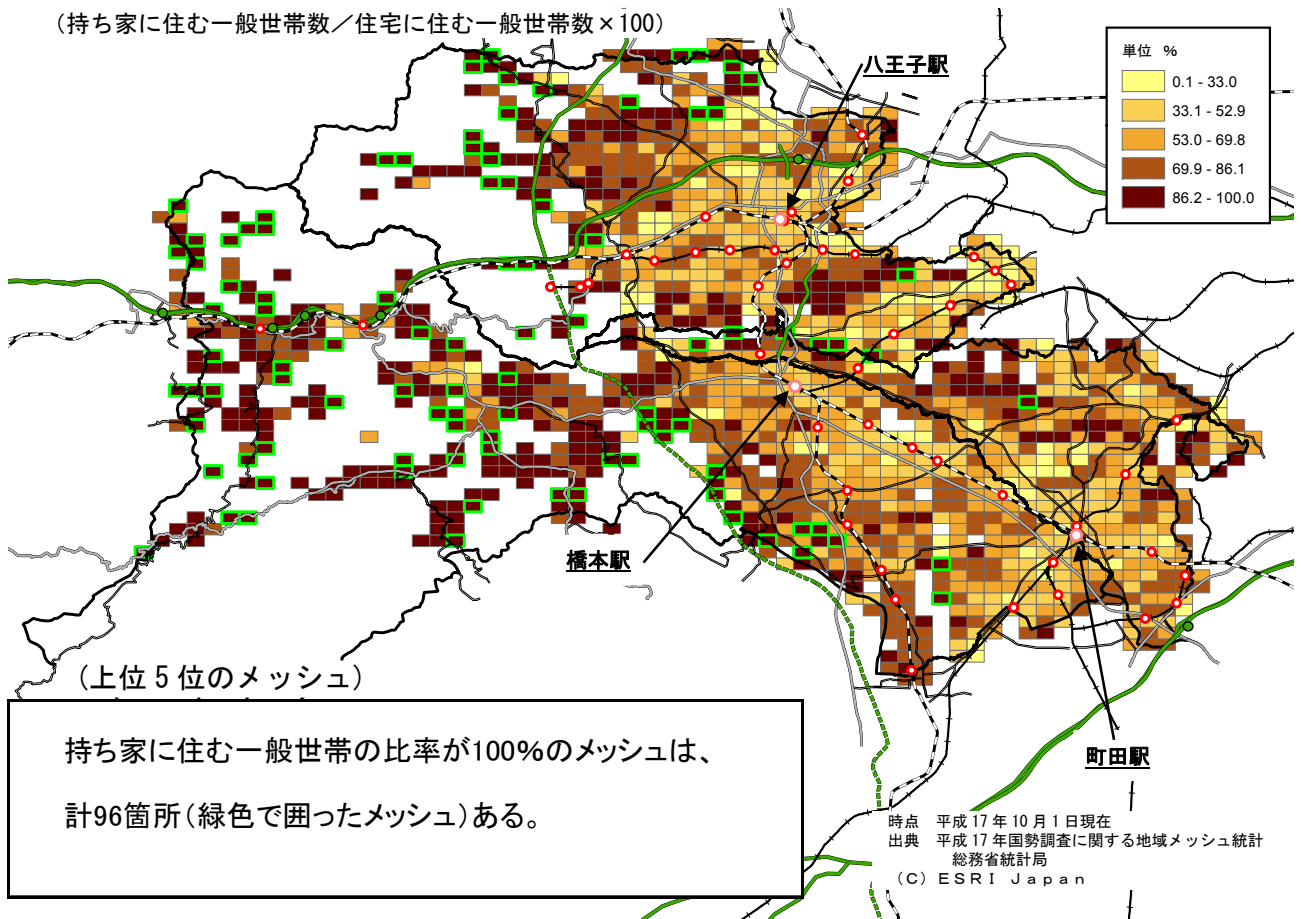 （持ち家に住む一般世帯数／住宅に住む一般世帯数×100）
八王子駅
単位 %
0.1 - 33.0
33.1 - 52.9
53.0 - 69.8
69.9 - 86.1
86.2 - 100.0
橋本駅
町田駅
（上位５位のメッシュ）
持ち家に住む一般世帯の比率が100%のメッシュは、
計96箇所（緑色で囲ったメッシュ）ある。
時点 平成17年10月1日現在
出典 平成17年国勢調査に関する地域メッシュ統計
総務省統計局
（C）ＥＳＲＩ Ｊａｐａｎ